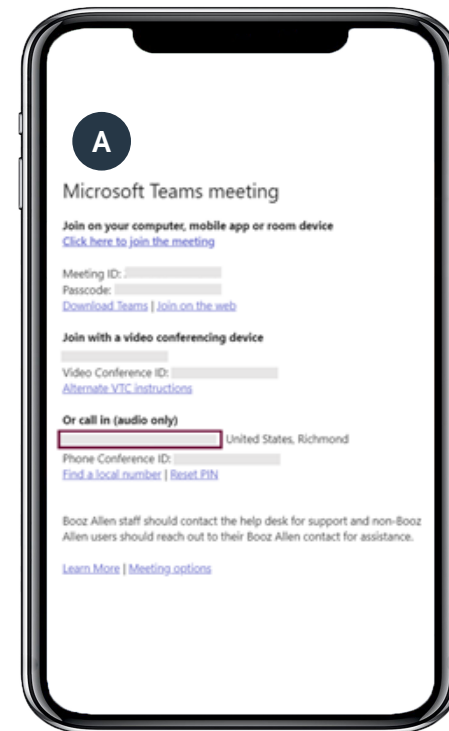 A
Microsoft Teams meeting
Join on your computer, mobile app or room device
Click here to join the meeting
Meeting ID:
Passcode:
Download Teams | Join on the web
Join with a video conferencing device
Video Conference ID:
Alternate VTC instructions
Or call in (audio only)
United States, Richmond
Phone Conference ID:
Find a local number | Reset PIN
Booz Allen staff should contact the help desk for support and non-Booz
Allen users should reach out to their Booz Allen contact for assistance.
Learn More | Meeting options